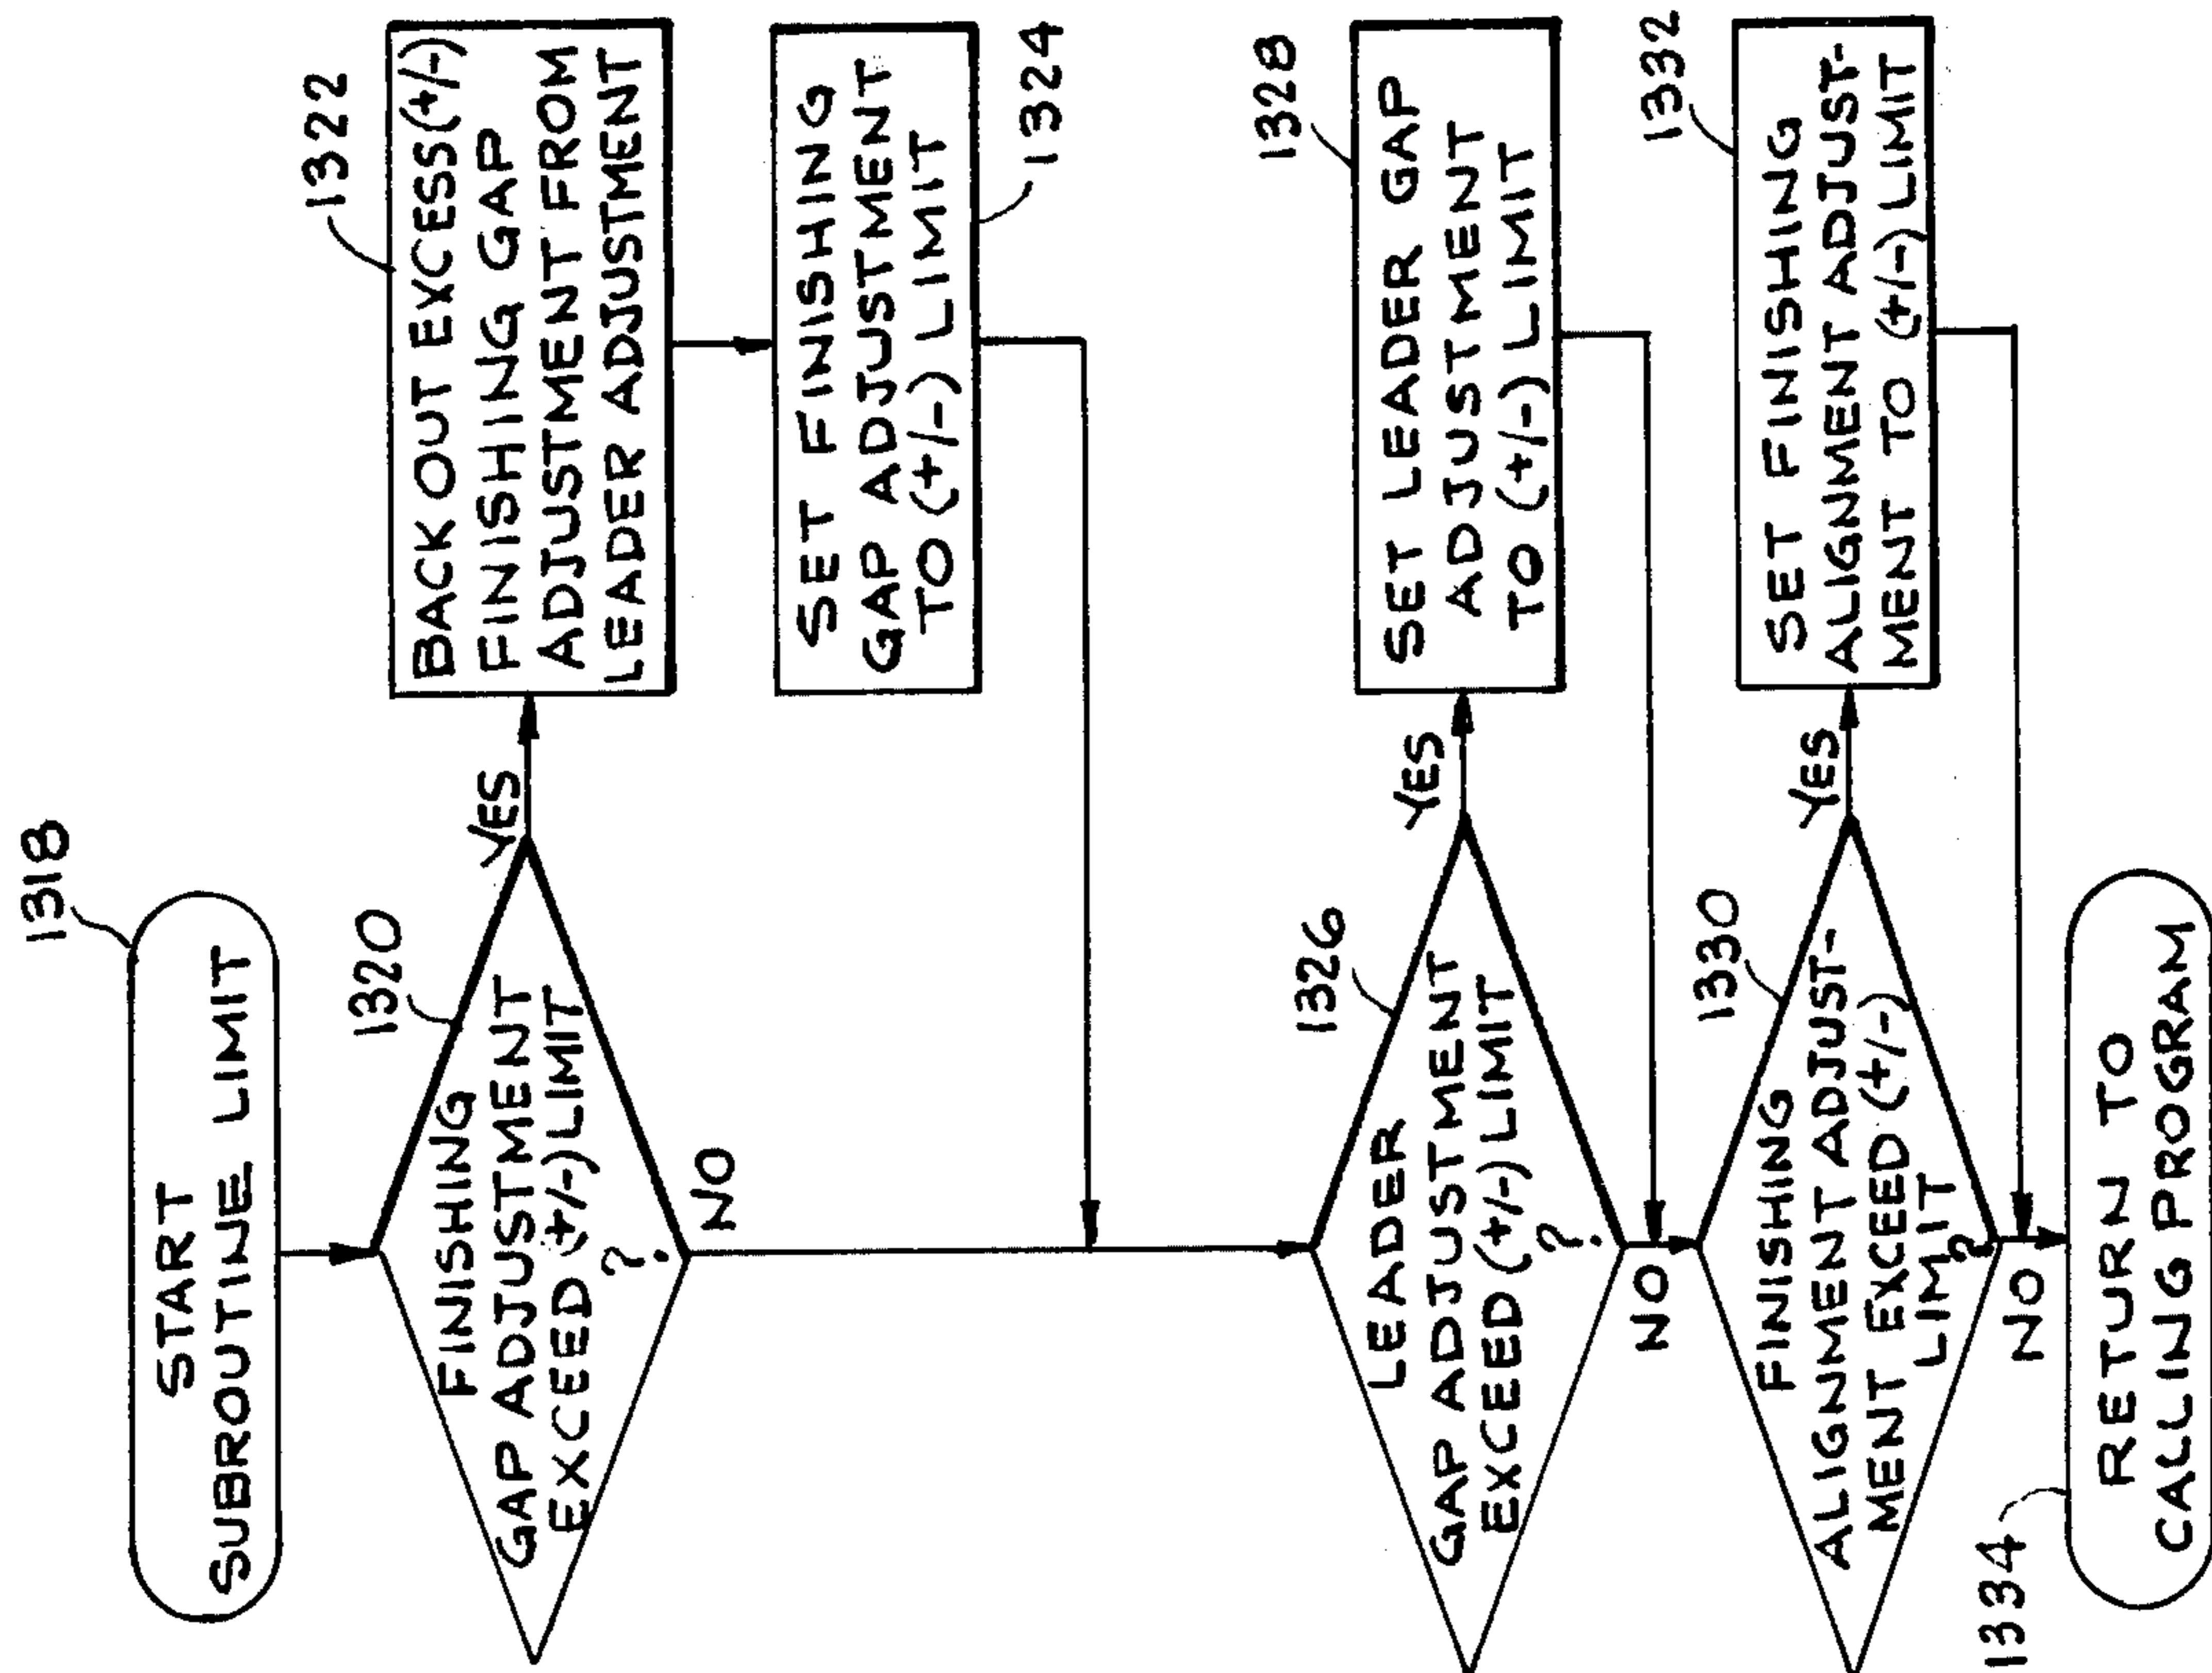 1318
START
SUBROUTINE LIMIT
1320
FINISHING
GAP ADJUSTMENT
EXCEED (+/-) LIMIT
?
YES
NO
1322
BACK OUT EXCESS (+/-)
FINISHING GAP
ADJUSTMENT FROM
LEADER ADJUSTMENT
SET FINISHING
GAP ADJUSTMENT
TO (+/-) LIMIT
1324
1326
LEADER
GAP ADJUSTMENT
EXCEED (+/-) LIMIT
?
YES
NO
1328
SET LEADER GAP
ADJUSTMENT
TO (+/-) LIMIT
1330
FINISHING
ALIGNMENT ADJUST-
MENT EXCEED (+/-)
LIMIT
?
YES
NO
1332
SET FINISHING
ALIGNMENT ADJUST-
MENT TO (+/-) LIMIT
1334
RETURN TO
CALLING PROGRAM